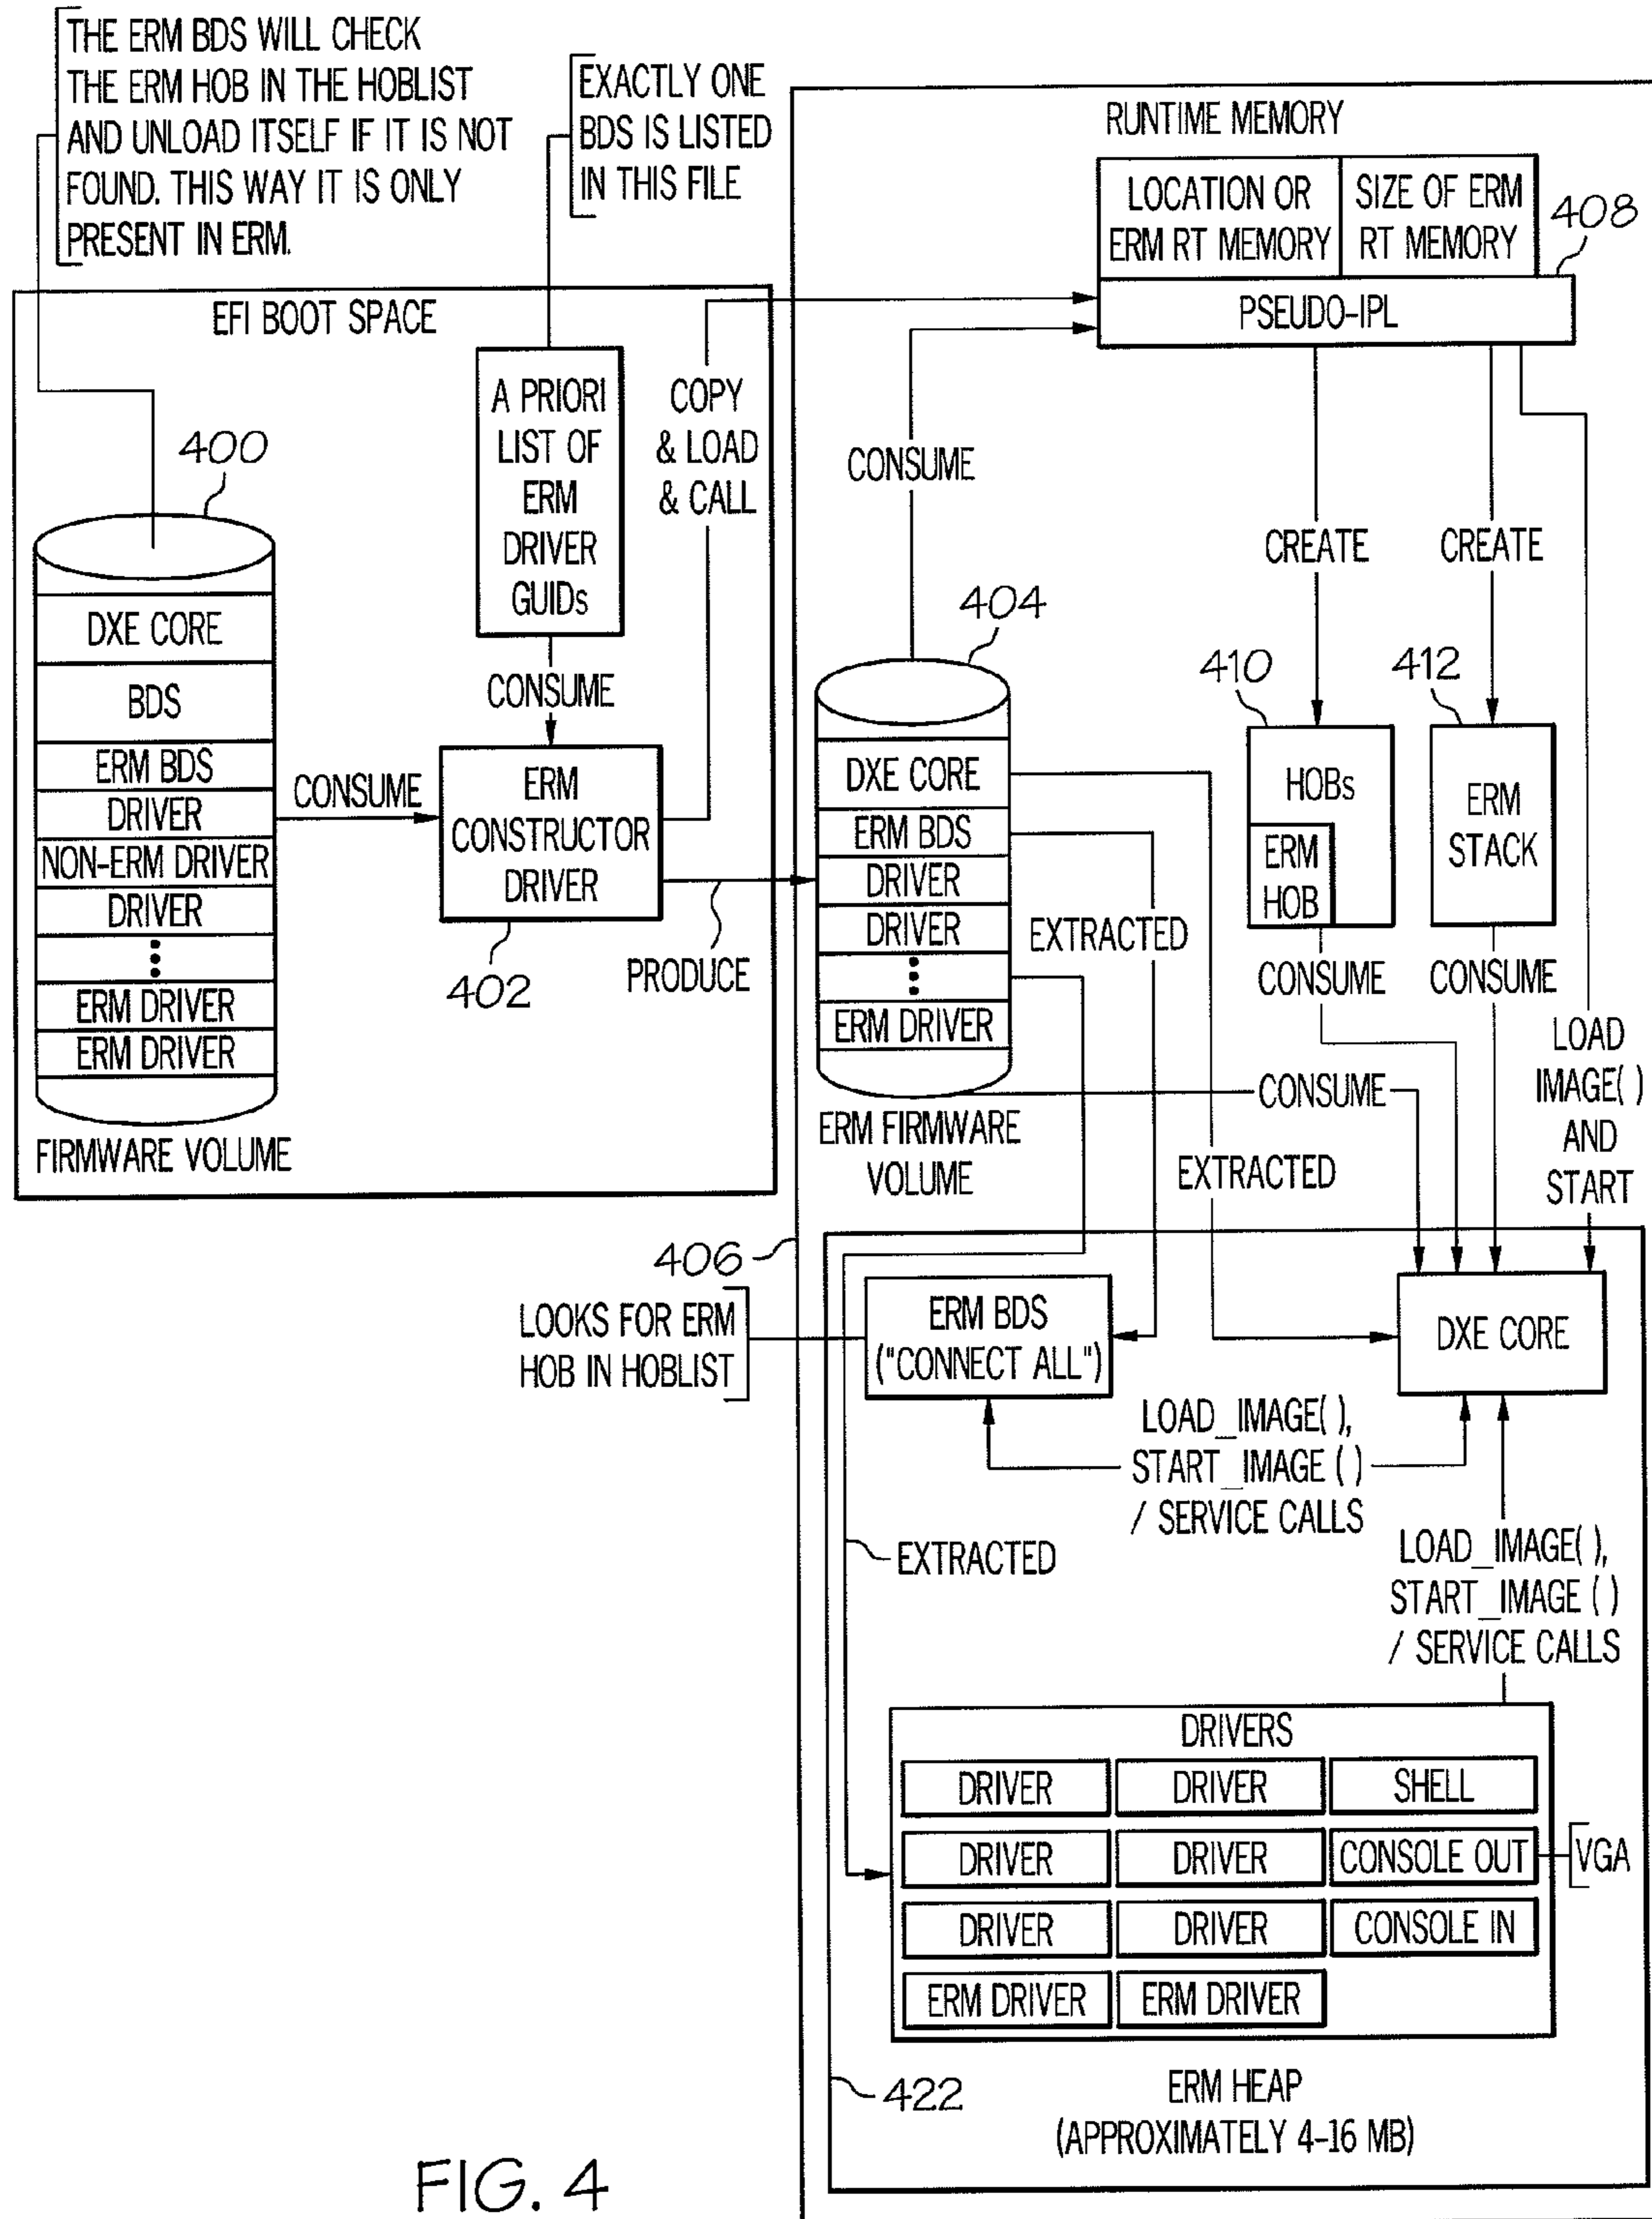 THE ERM BDS WILL CHECK
THE ERM HOB IN THE HOBLIST
AND UNLOAD ITSELF IF IT IS NOT
FOUND. THIS WAY IT IS ONLY
PRESENT IN ERM.
EXACTLY ONE
BDS IS LISTED
IN THIS FILE
EFI BOOT SPACE
400
DXE CORE
BDS
ERM BDS
DRIVER
NON-ERM DRIVER
DRIVER
ERM DRIVER
ERM DRIVER
FIRMWARE VOLUME
CONSUME
A PRIORI
LIST OF
ERM
DRIVER
GUIDs
CONSUME
ERM
CONSTRUCTOR
DRIVER
402
COPY
& LOAD
& CALL
PRODUCE
RUNTIME MEMORY
LOCATION OR
ERM RT MEMORY
SIZE OF ERM
RT MEMORY
408
PSEUDO-IPL
CONSUME
CREATE
CREATE
404
DXE CORE
ERM BDS
DRIVER
DRIVER
ERM DRIVER
ERM FIRMWARE
VOLUME
410
HOBs
ERM
HOB
412
ERM
STACK
EXTRACTED
CONSUME
CONSUME
CONSUME
EXTRACTED
LOAD
IMAGE( )
AND
START
406
LOOKS FOR ERM
HOB IN HOBLIST
ERM BDS
("CONNECT ALL")
DXE CORE
LOAD_IMAGE( ),
START_IMAGE ( )
/ SERVICE CALLS
EXTRACTED
LOAD_IMAGE( ),
START_IMAGE ( )
/ SERVICE CALLS
DRIVERS
DRIVER
DRIVER
SHELL
DRIVER
DRIVER
CONSOLE OUT
VGA
DRIVER
DRIVER
CONSOLE IN
ERM DRIVER
ERM DRIVER
422
ERM HEAP
(APPROXIMATELY 4-16 MB)
FIG. 4